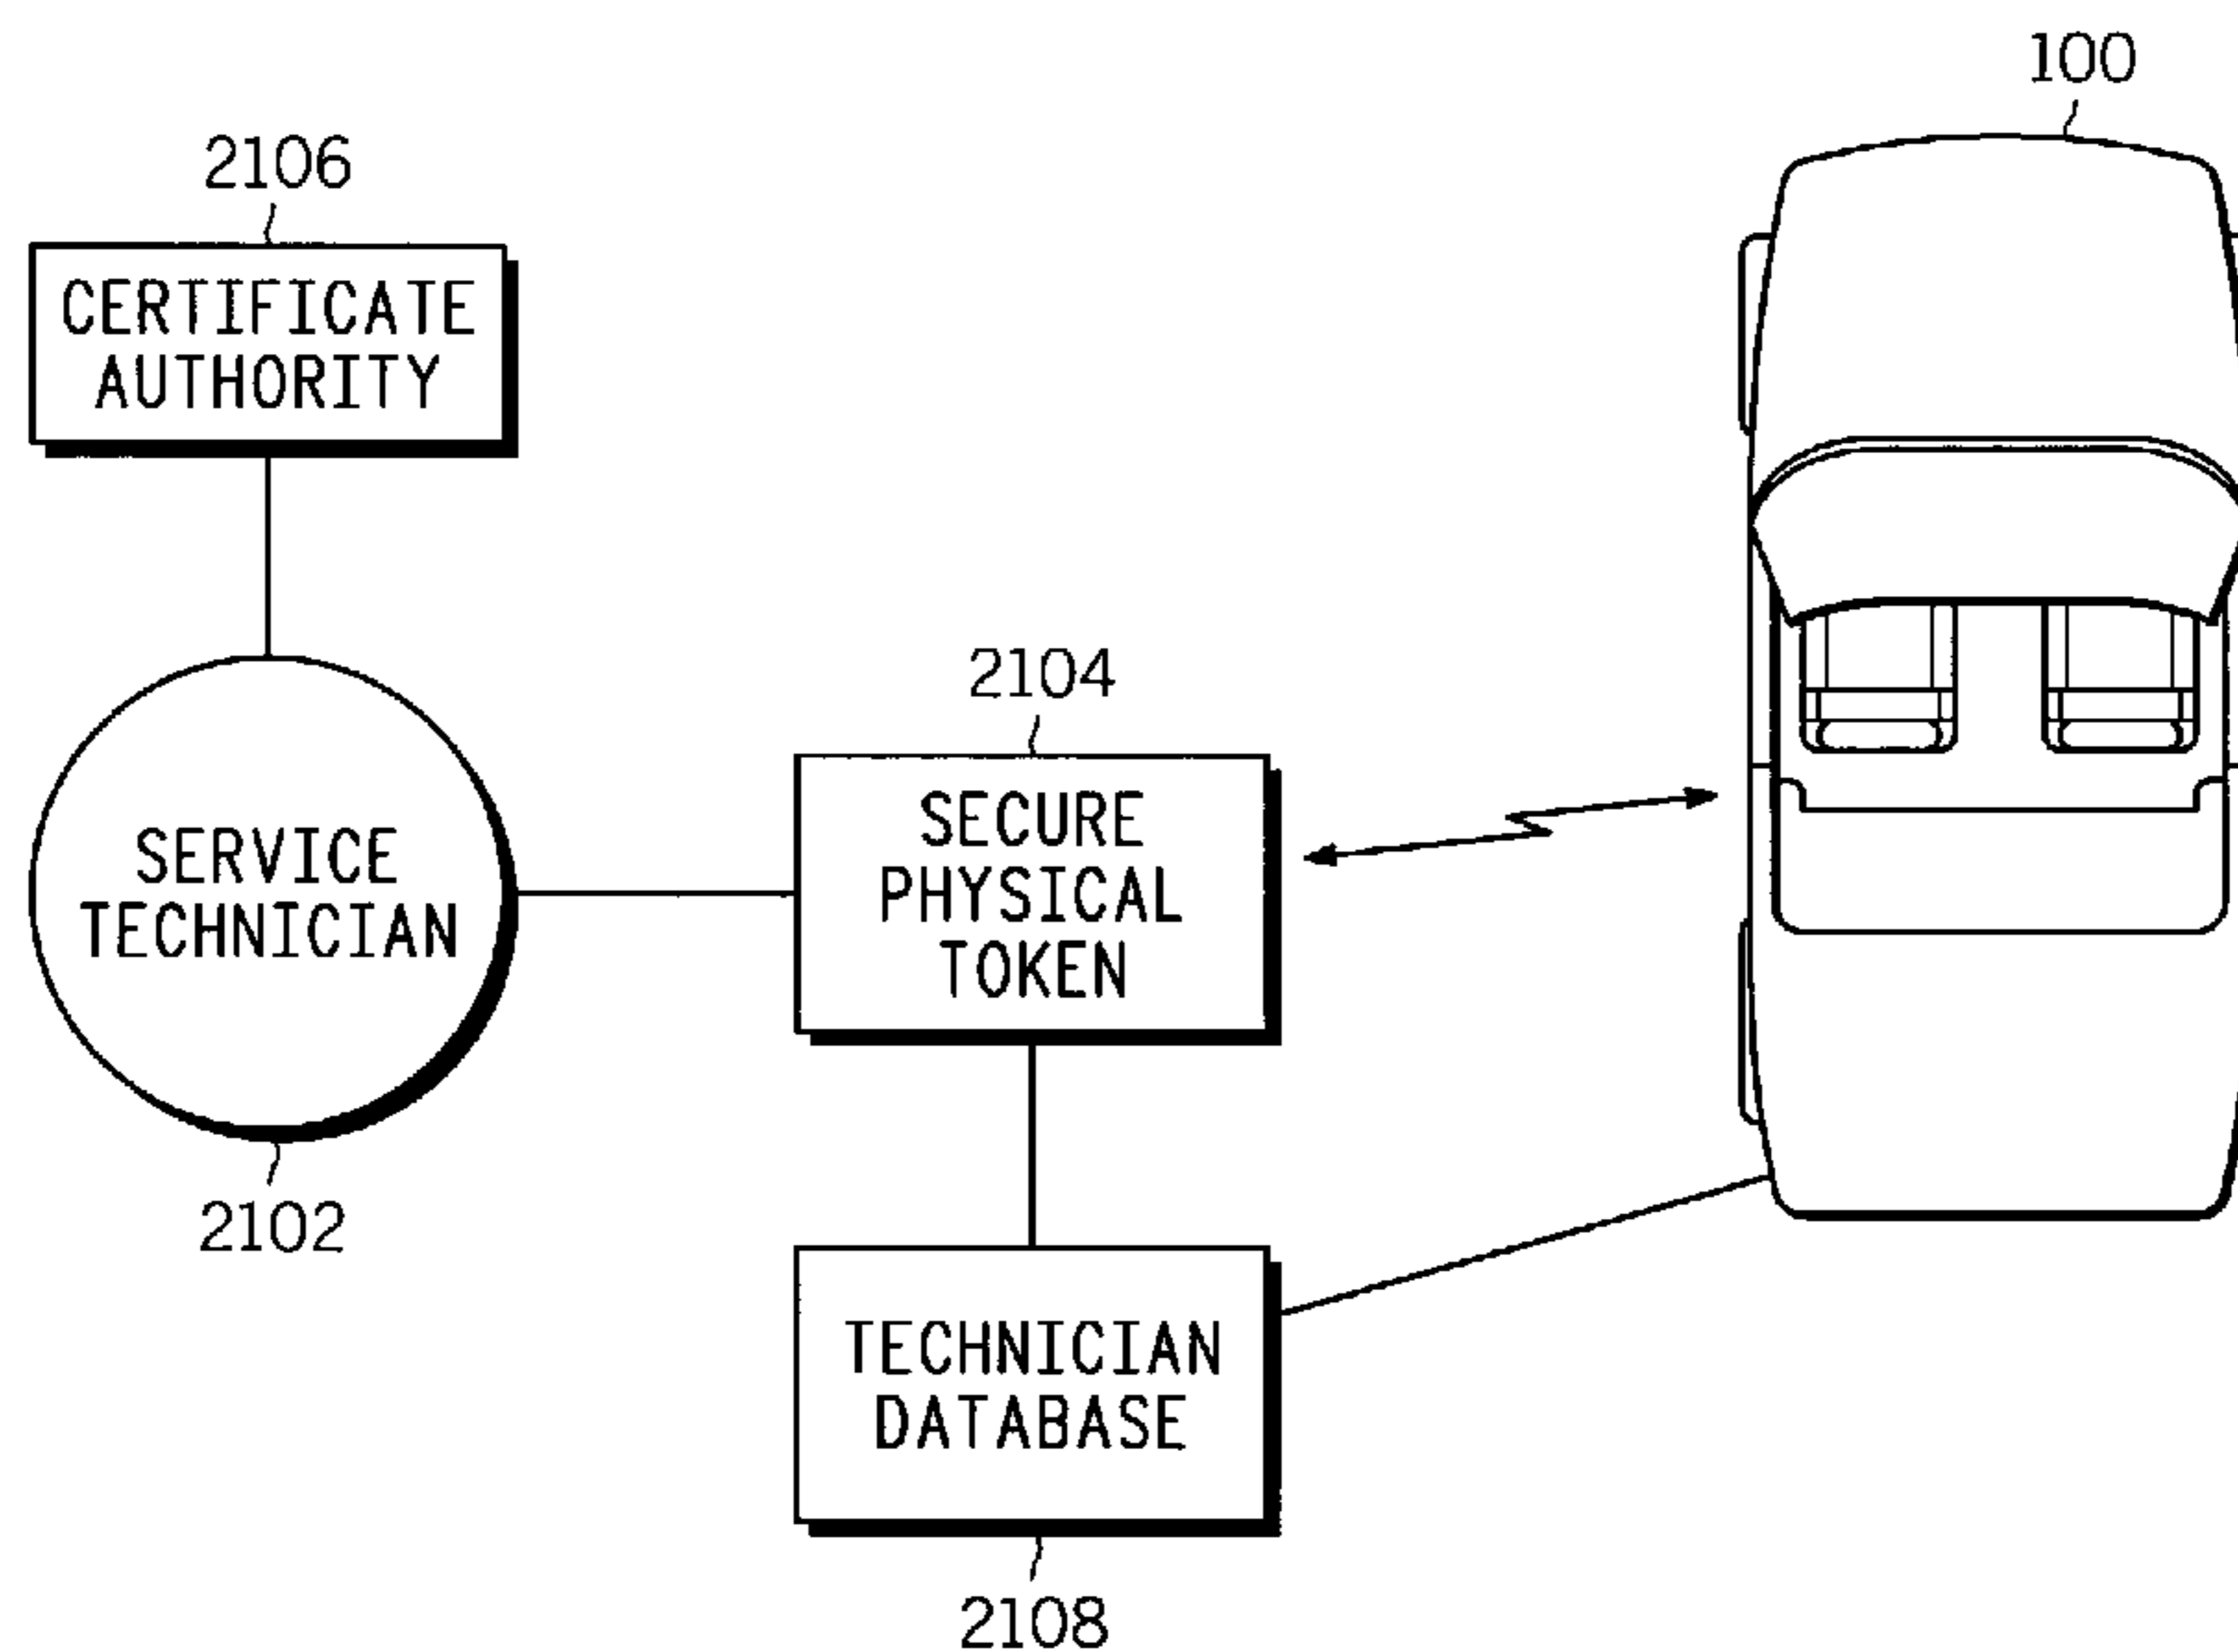 100
2106
CERTIFICATE
AUTHORITY
2104
SECURE
PHYSICAL
TOKEN
SERVICE
TECHNICIAN
2102
TECHNICIAN
DATABASE
2108